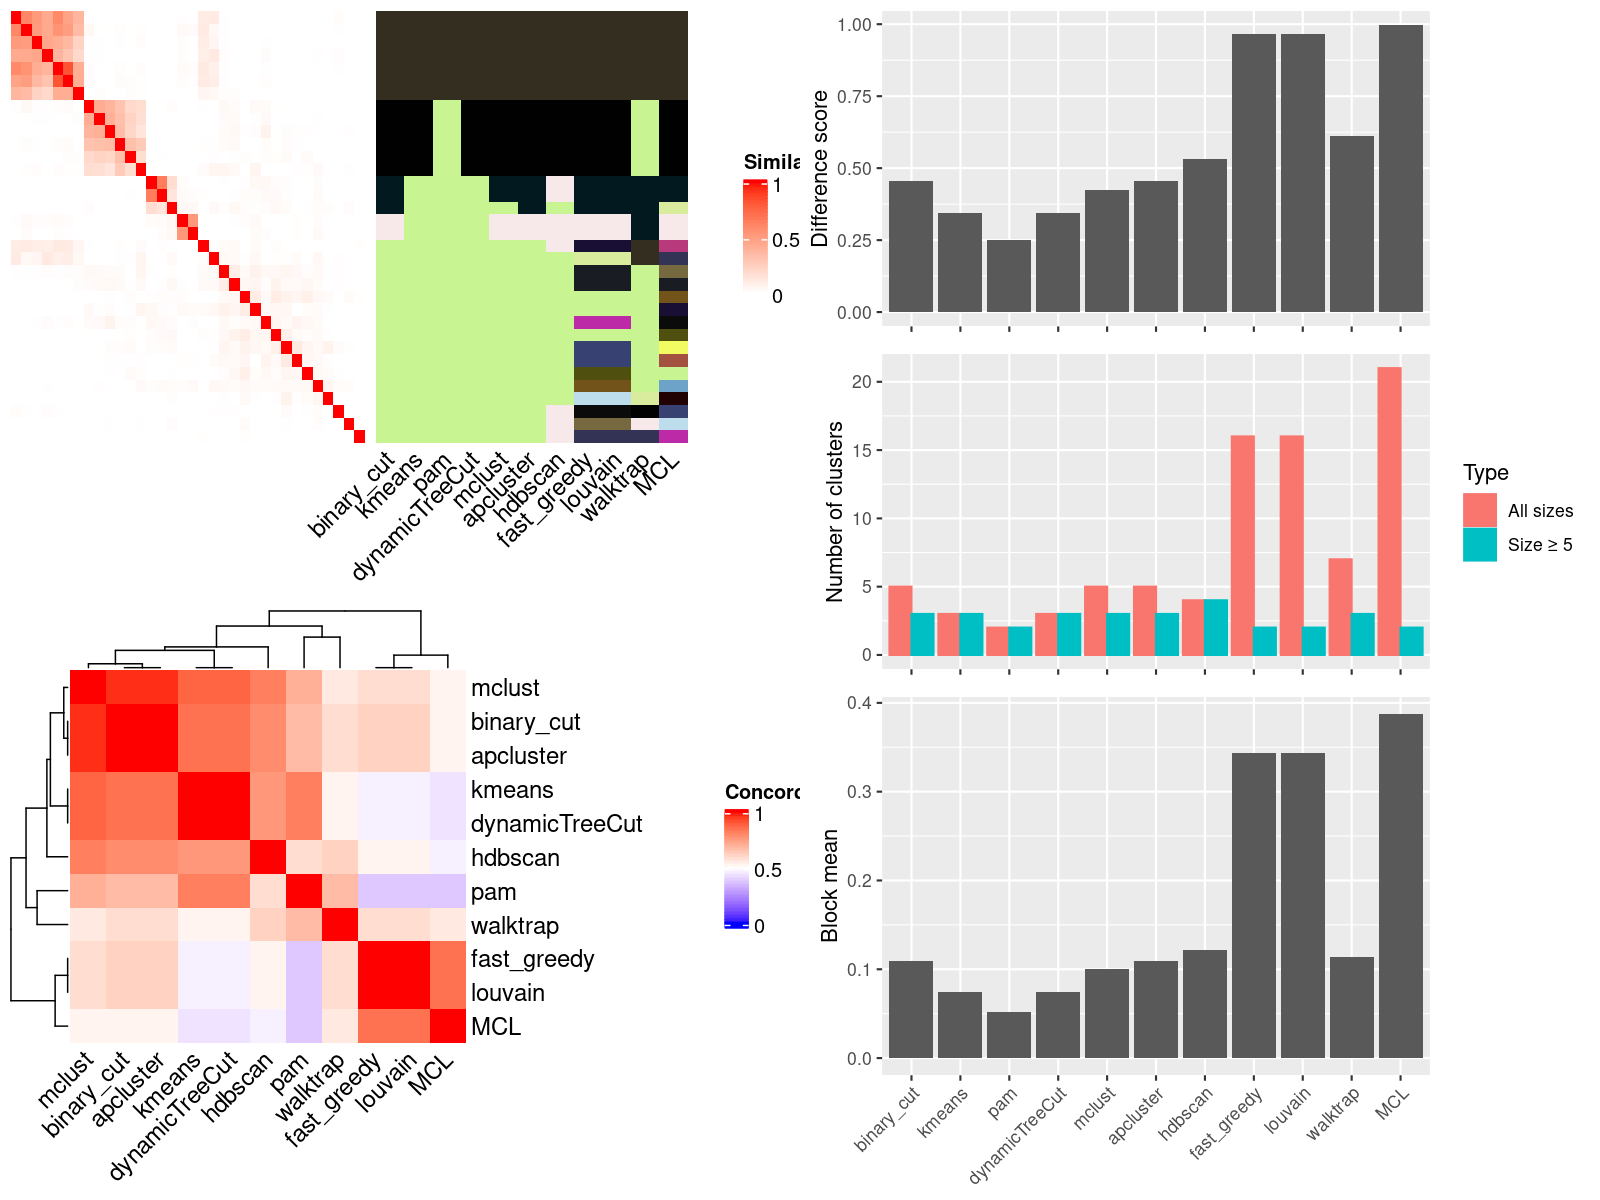 Simila
1
0.5
0
binary_cut
kmeans
pam
dynamicTreeCut
mclust
apcluster
hdbscan
fast_greedy
louvain
walktrap
MCL
mclust
binary_cut
apcluster
kmeans
dynamicTreeCut
hdbscan
pam
walktrap
fast_greedy
louvain
MCL
mclust
binary_cut
apcluster
kmeans
dynamicTreeCut
hdbscan
pam
walktrap
fast_greedy
louvain
MCL
Concord
1
0.5
0
Difference score
1.00
0.75
0.50
0.25
0.00
Number of clusters
20
15
10
5
0
Type
All sizes
Size ≥ 5
Block mean
0.4
0.3
0.2
0.1
0.0
binary_cut
kmeans
pam
dynamicTreeCut
mclust
apcluster
hdbscan
fast_greedy
louvain
walktrap
MCL